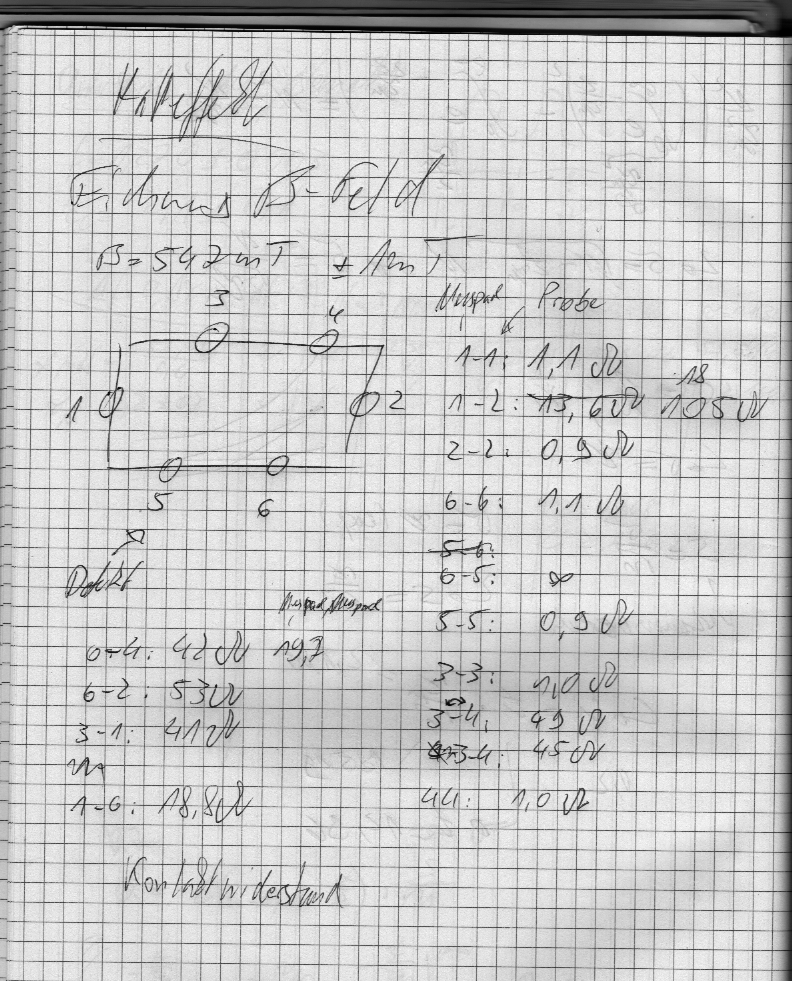 Halleffekt
Eichung B-Feld
B = 542 mT ± 1 mT
3
4
1
2
5
6
Defekt
Messpad Probe
1-1: 1,1 Ω
18
1-2: 13,6 Ω 105 Ω
2-2: 0,9 Ω
6-6: 1,1 Ω
5-6:
6-5: ∞
5-5: 0,9 Ω
3-3: 1,0 Ω
3-4: 49 Ω
3-4: 45 Ω
44: 1,0 Ω
Messpad, Messpad
6-4: 42 Ω 19,7
6-2: 53 Ω
3-1: 41 Ω
1-6: 18,8 Ω
Kontaktwiderstand